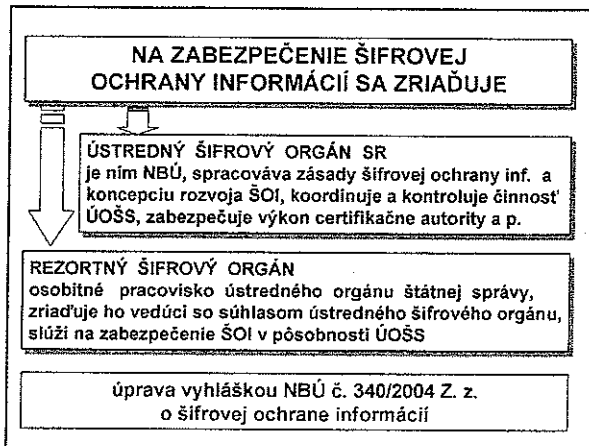 NA ZABEZPEČENIE ŠIFROVEJ
OCHRANY INFORMÁCIÍ SA ZRIAĎUJE
ÚSTREDNÝ ŠIFROVÝ ORGÁN SR
je ním NBÚ, spracováva zásady šifrovej ochrany inf. a
koncepciu rozvoja ŠOI, koordinuje a kontroluje činnosť
ÚOŠS, zabezpečuje výkon certifikačne autority a p.
REZORTNÝ ŠIFROVÝ ORGÁN
osobitné pracovisko ústredného orgánu štátnej správy,
zriaďuje ho vedúci so súhlasom ústredného šifrového orgánu,
slúži na zabezpečenie ŠOI v pôsobnosti ÚOŠS
úprava vyhláškou NBÚ č. 340/2004 Z. z.
o šifrovej ochrane informácií